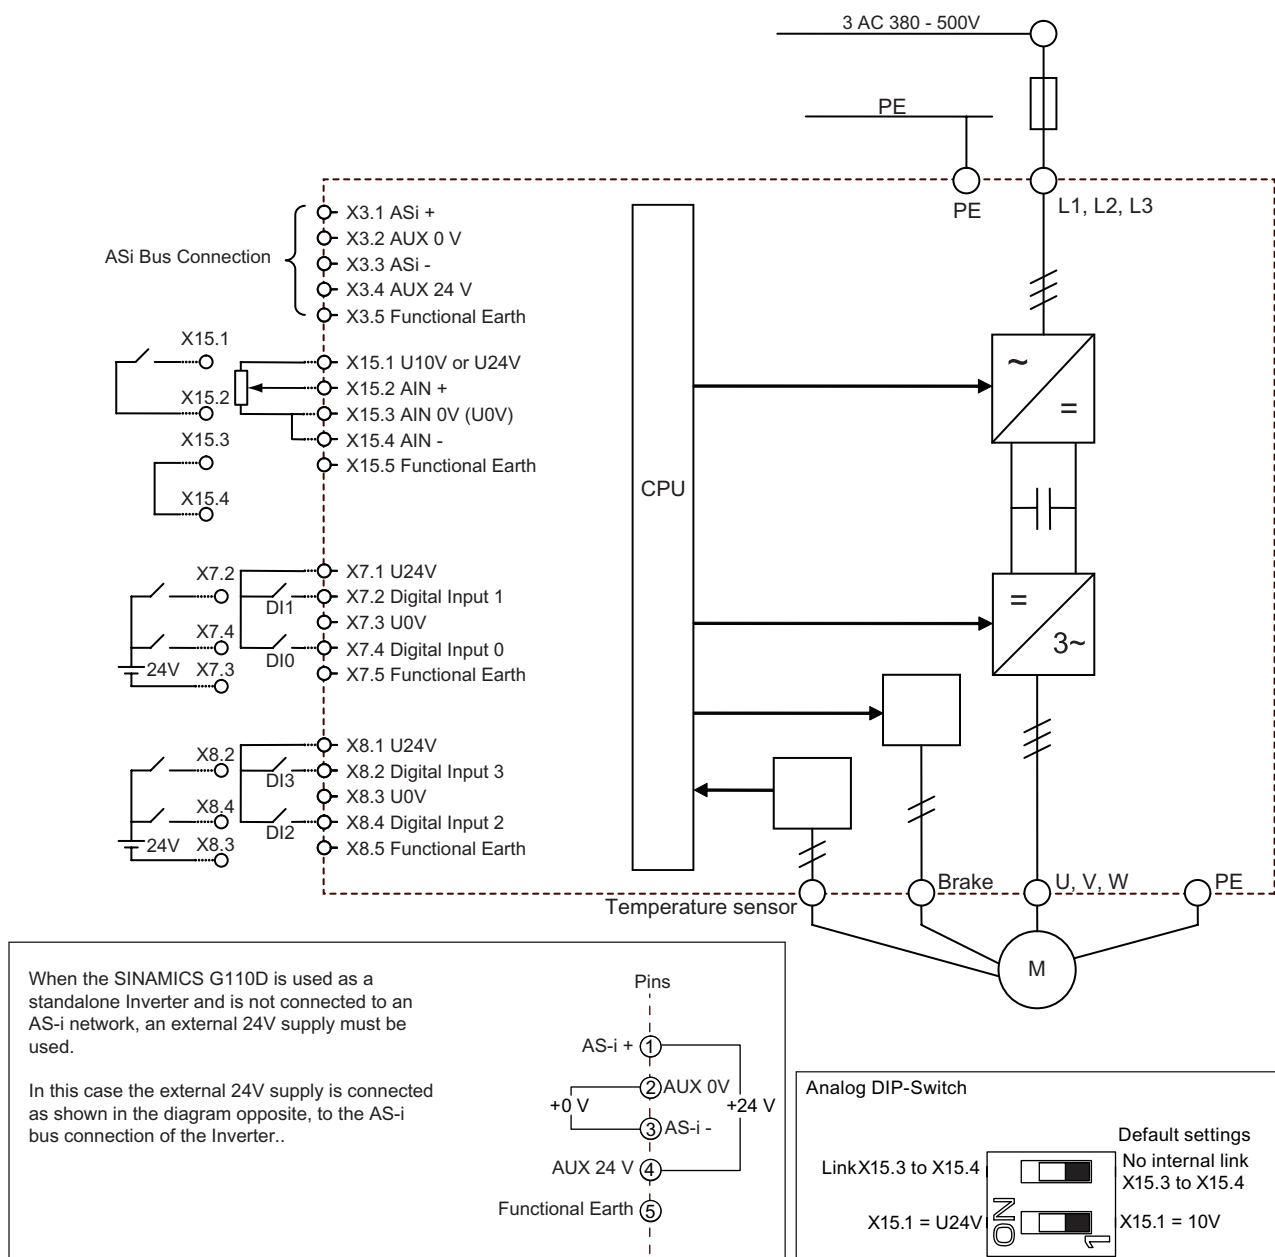 3 AC 380 - 500V
PE
PE
L1, L2, L3
ASi Bus Connection
X3.1 ASi +
X3.2 AUX 0 V
X3.3 ASi -
X3.4 AUX 24 V
X3.5 Functional Earth
X15.1
X15.2
X15.3
X15.4
X15.1 U10V or U24V
X15.2 AIN +
X15.3 AIN 0V (U0V)
X15.4 AIN -
X15.5 Functional Earth
CPU
~
=
=
3~
X7.2
X7.4
24V X7.3
DI1
DI0
X7.1 U24V
X7.2 Digital Input 1
X7.3 U0V
X7.4 Digital Input 0
X7.5 Functional Earth
X8.2
X8.4
24V X8.3
DI3
DI2
X8.1 U24V
X8.2 Digital Input 3
X8.3 U0V
X8.4 Digital Input 2
X8.5 Functional Earth
Temperature sensor
Brake
U, V, W
PE
M
When the SINAMICS G110D is used as a
standalone Inverter and is not connected to an
AS-i network, an external 24V supply must be
used.
In this case the external 24V supply is connected
as shown in the diagram opposite, to the AS-i
bus connection of the Inverter..
Pins
AS-i + 1
2 AUX 0V
+0 V
+24 V
3 AS-i -
AUX 24 V 4
Functional Earth 5
Analog DIP-Switch
Default settings
LinkX15.3 to X15.4
No internal link
X15.3 to X15.4
X15.1 = U24V
ON
1
X15.1 = 10V